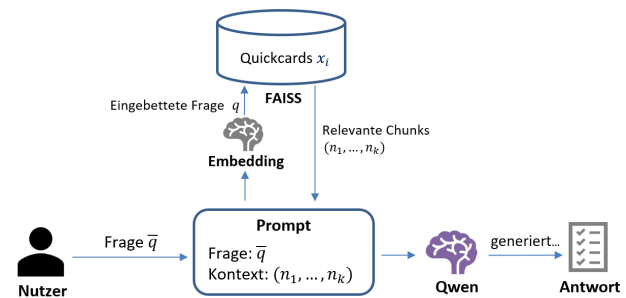 Quickcards xᵢ
FAISS
Eingebettete Frage q
Embedding
Relevante Chunks
(n₁, …, nₖ)
Frage q̅
Prompt
Frage: q̅
Kontext: (n₁, …, nₖ)
generiert…
Nutzer
Qwen
Antwort